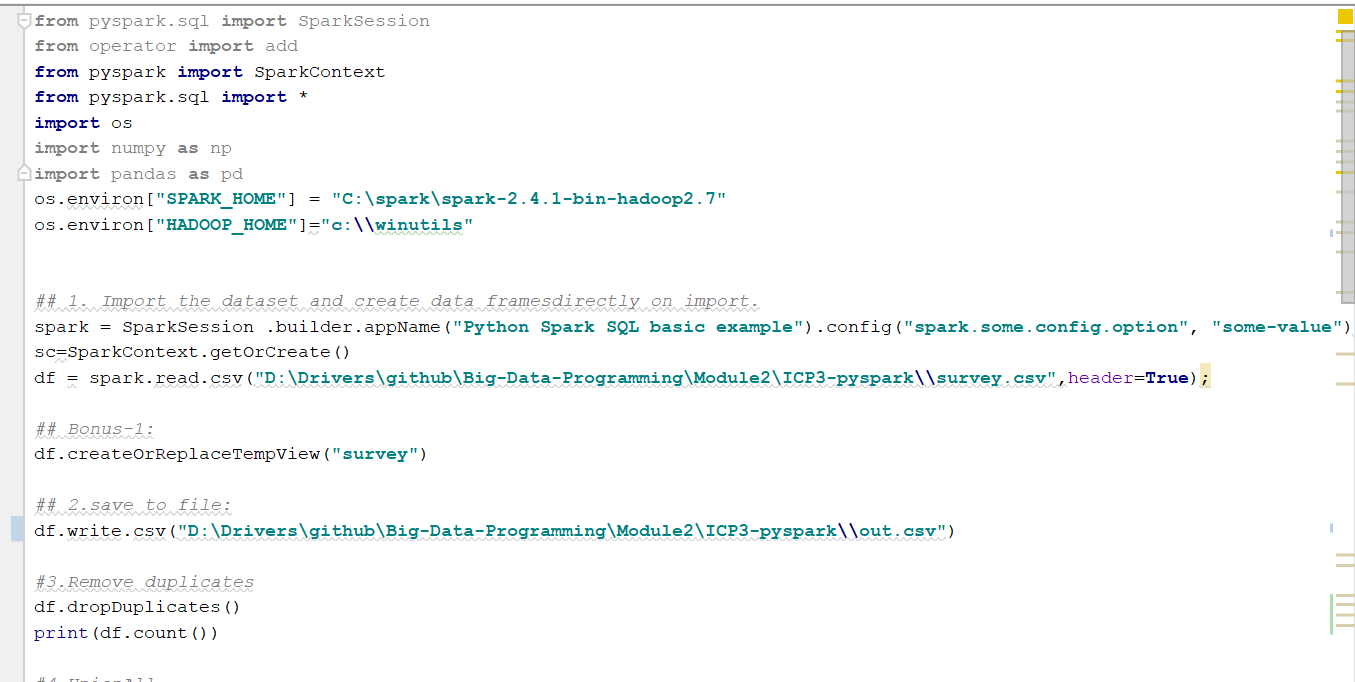 from pyspark.sql import SparkSession
from operator import add
from pyspark import SparkContext
from pyspark.sql import *
import os
import numpy as np
import pandas as pd
os.environ["SPARK_HOME"] = "C:\spark\spark-2.4.1-bin-hadoop2.7"
os.environ["HADOOP_HOME"]="c:\\winutils"
## 1. Import the dataset and create data framesdirectly on import.
spark = SparkSession .builder.appName("Python Spark SQL basic example").config("spark.some.config.option", "some-value")
sc=SparkContext.getOrCreate()
df = spark.read.csv("D:\Drivers\github\Big-Data-Programming\Module2\ICP3-pyspark\\survey.csv",header=True);
## Bonus-1:
df.createOrReplaceTempView("survey")
## 2.save to file:
df.write.csv("D:\Drivers\github\Big-Data-Programming\Module2\ICP3-pyspark\\out.csv")
#3.Remove duplicates
df.dropDuplicates()
print(df.count())
#4.UnionAll